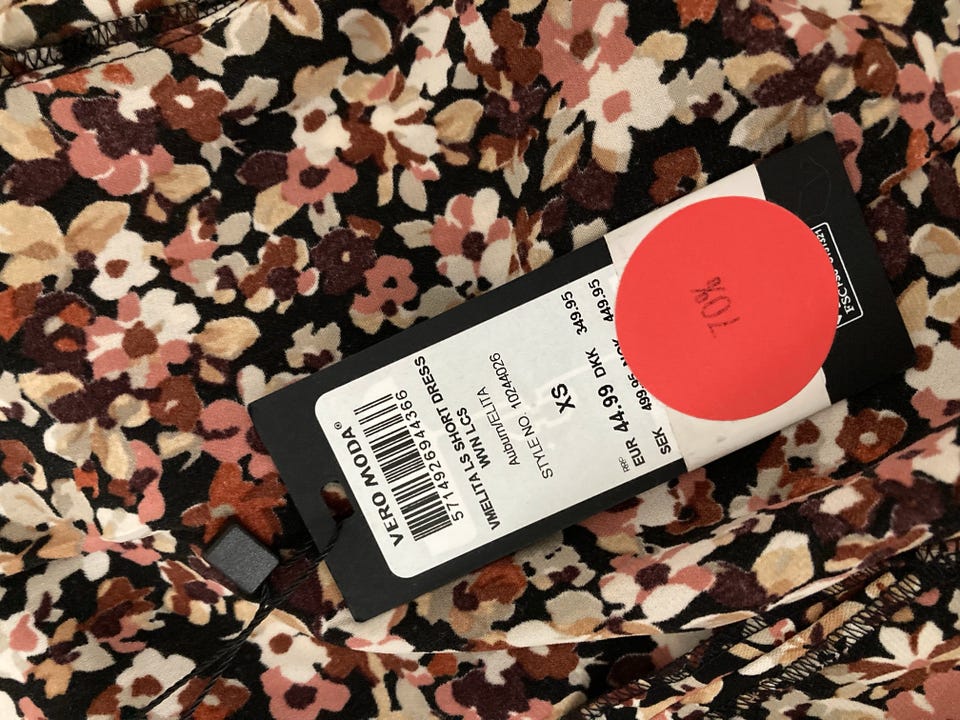 VERO MODA®
5714926944366
VMELITA LS SHORT DRESS
WVN LCS
Auburn/ELITA
STYLE NO. 10244026
XS
RRP
EUR 44,99 DKK 349.95
SEK 499.95 NOK 449.95
70%